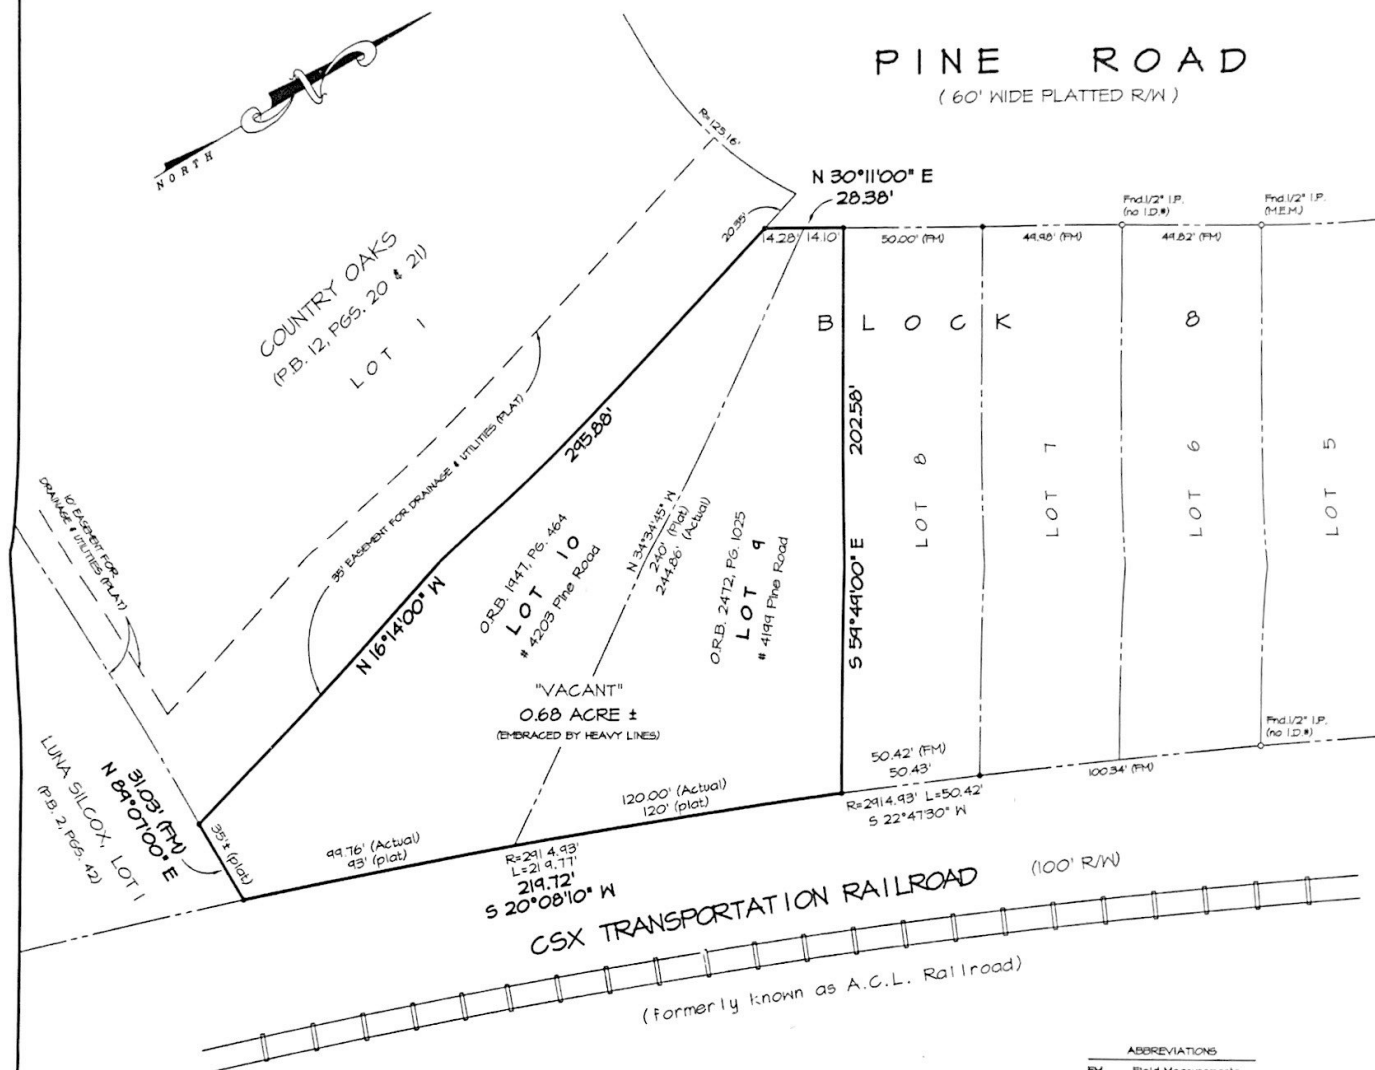 PINE ROAD
( 60' WIDE PLATTED R/W )
NORTH
R=125.16'
N 30°11'00" E
28.38'
Fnd.1/2" I.P.
(no I.D.#)
Fnd.1/2" I.P.
(M.E.M.)
20.35'
14.28' 14.10'
50.00' (FM)
49.98' (FM)
49.82' (FM)
COUNTRY OAKS
(P.B. 12, PGS. 20 & 21)
LOT 1
BLOCK 8
295.88'
N 16°14'00" W
35' EASEMENT FOR DRAINAGE & UTILITIES (PLAT)
10' EASEMENT FOR
DRAINAGE & UTILITIES (PLAT)
O.R.B. 1947, PG. 464
LOT 10
# 4203 Pine Road
N 34°34'45" W
240' (Plat)
244.86' (Actual)
O.R.B. 2472, PG. 1025
LOT 9
# 4199 Pine Road
S 59°49'00" E 202.58'
LOT 8
LOT 7
LOT 6
LOT 5
"VACANT"
0.68 ACRE ±
(EMBRACED BY HEAVY LINES)
Fnd.1/2" I.P.
(no I.D.#)
50.42' (FM)
50.43'
100.34' (FM)
R=2914.93' L=50.42'
S 22°47'30" W
120.00' (Actual)
120' (plat)
99.76' (Actual)
93' (plat)
R=2914.93'
L=219.77'
219.72'
S 20°08'10" W
31.03' (FM)
N 89°07'00" E
35'± (plat)
LUNA SILCOX, LOT 1
(P.B. 2, PGS. 42)
CSX TRANSPORTATION RAILROAD (100' R/W)
(formerly known as A.C.L. Railroad)
ABBREVIATIONS